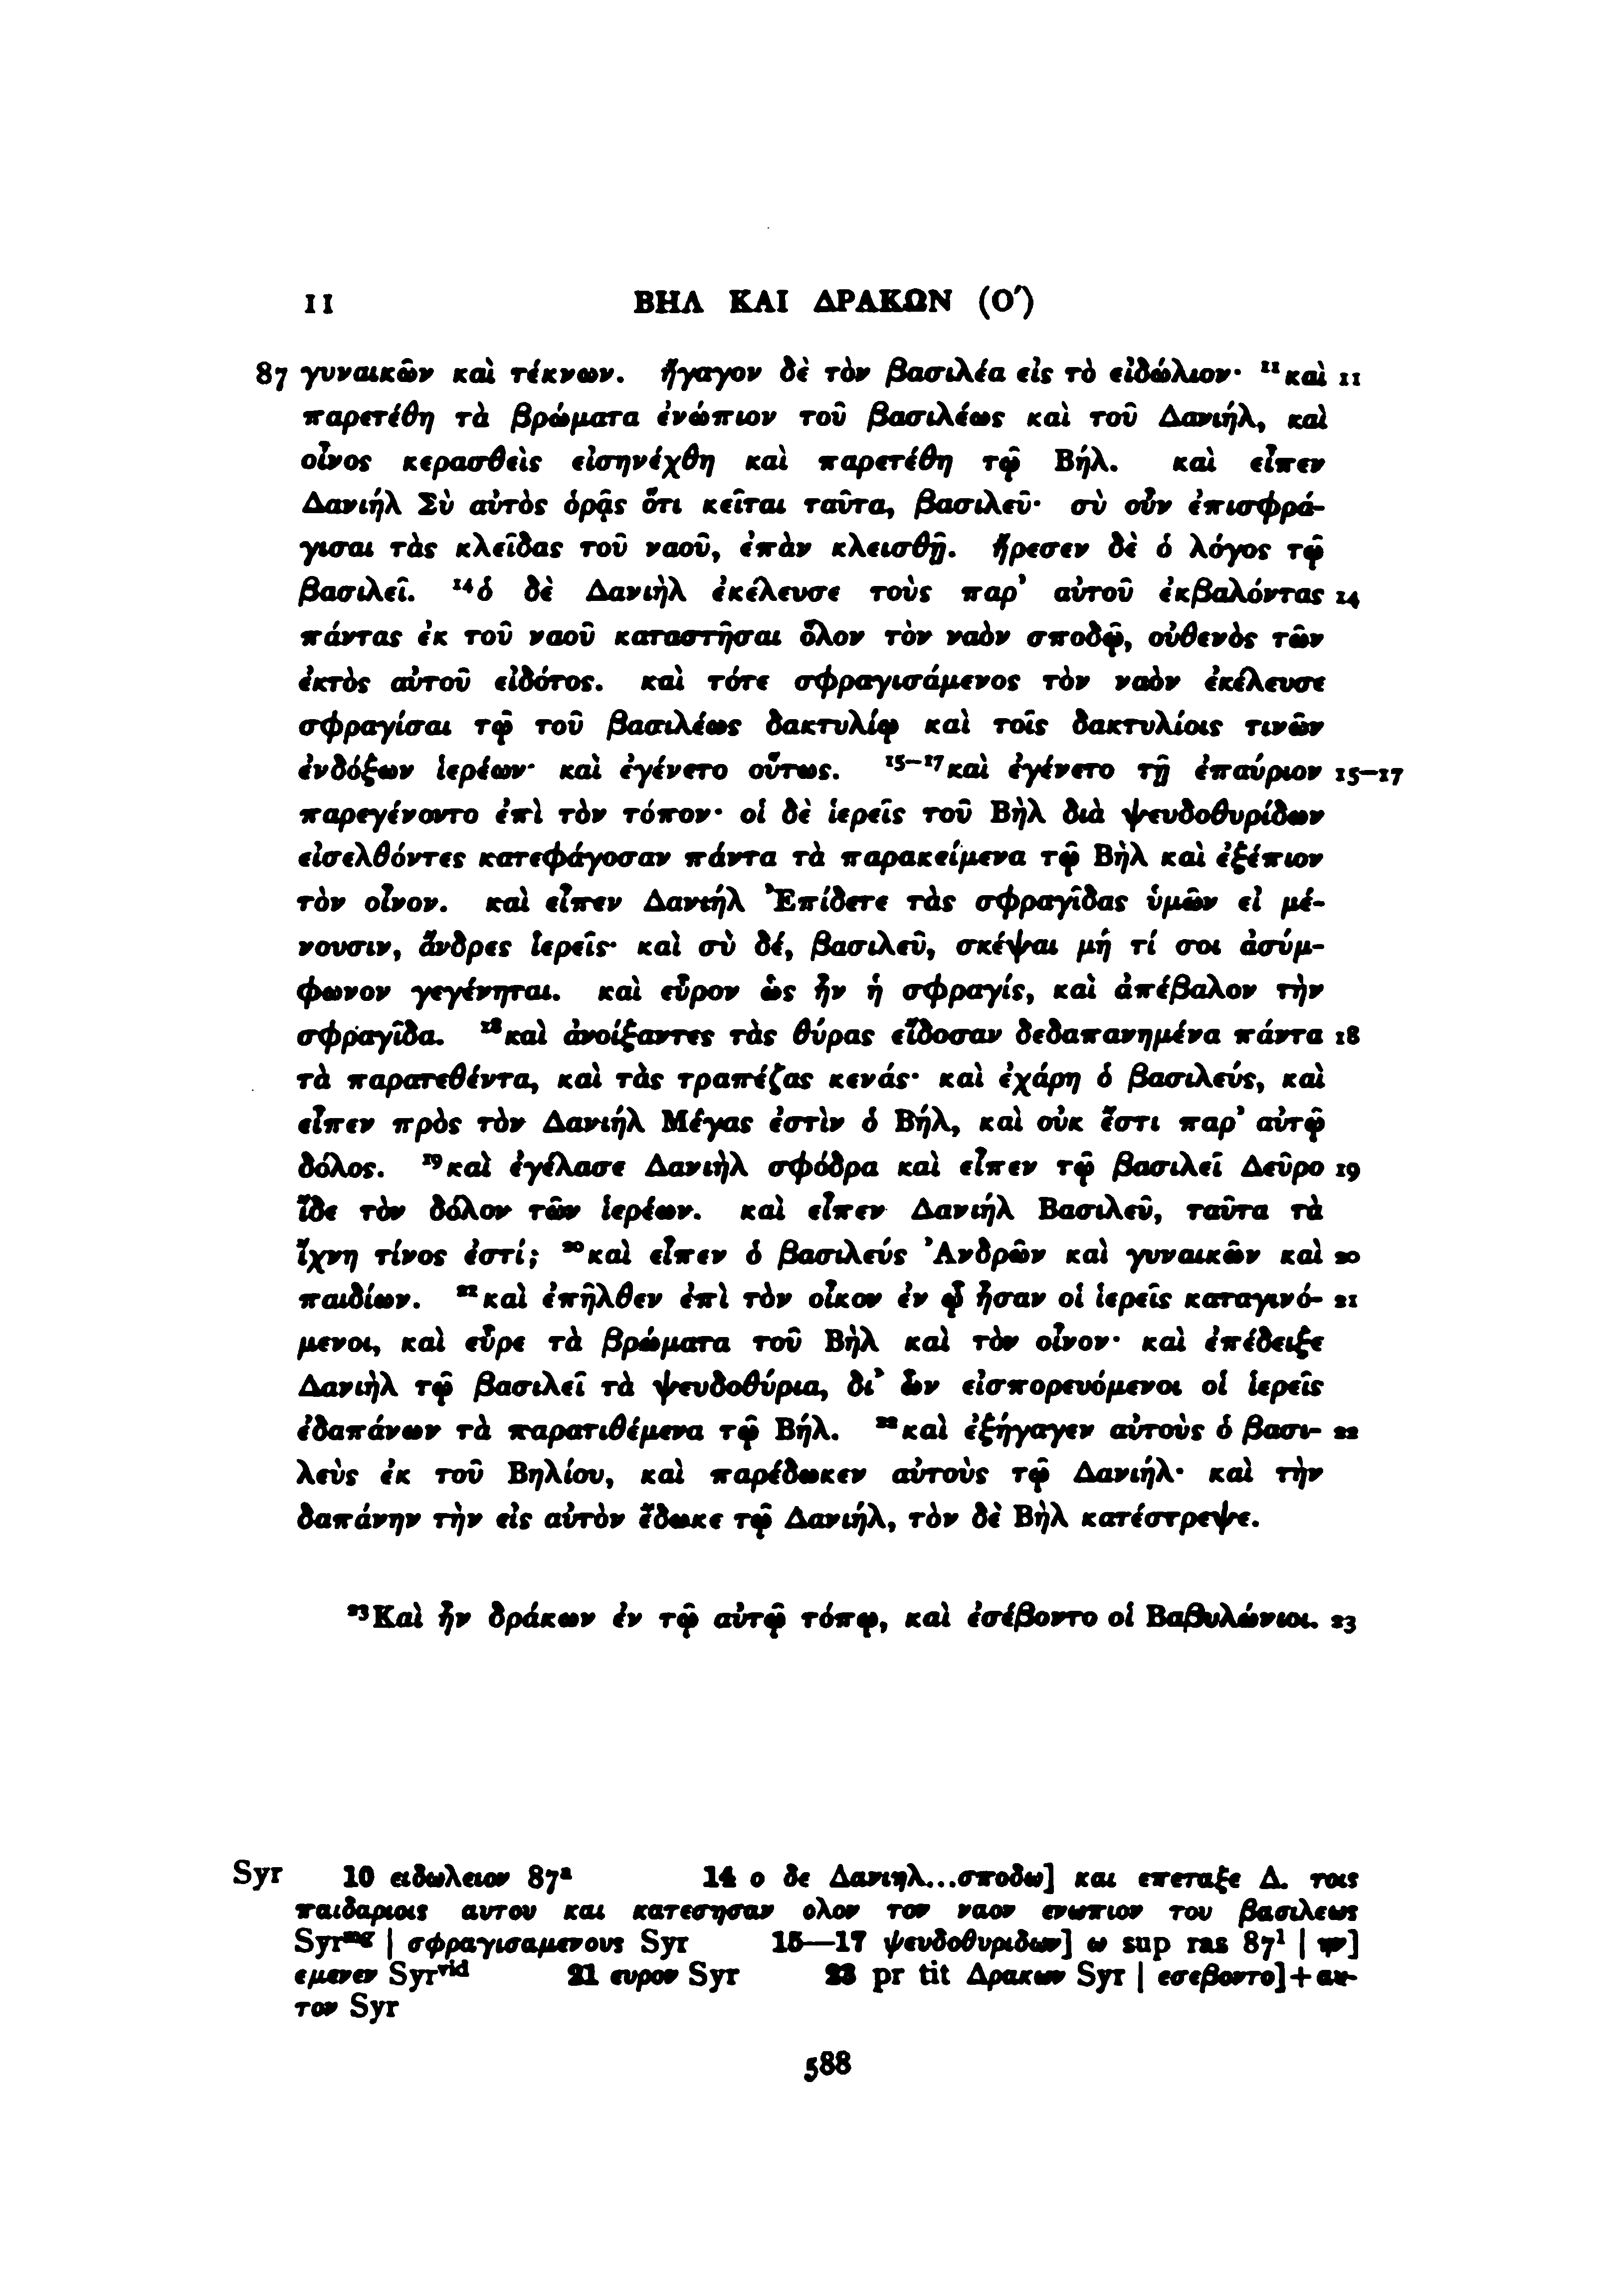 11 ΒΗΛ ΚΑΙ ΔΡΑΚΩΝ (Ο′)
87 γυναικῶν καὶ τέκνων. ἤγαγον δὲ τὸν βασιλέα εἰς τὸ εἰδώλιον· ¹¹καὶ 11
παρετέθη τὰ βρώματα ἐνώπιον τοῦ βασιλέως καὶ τοῦ Δανιήλ, καὶ
οἶνος κερασθεὶς εἰσηνέχθη καὶ παρετέθη τῷ Βήλ. καὶ εἶπεν
Δανιήλ Σὺ αὐτὸς ὁρᾷς ὅτι κεῖται ταῦτα, βασιλεῦ· σὺ οὖν ἐπισφρά-
γισαι τὰς κλεῖδας τοῦ ναοῦ, ἐπὰν κλεισθῇ. ἤρεσεν δὲ ὁ λόγος τῷ
βασιλεῖ. ¹⁴ὁ δὲ Δανιὴλ ἐκέλευσε τοὺς παρ’ αὐτοῦ ἐκβαλόντας 14
πάντας ἐκ τοῦ ναοῦ καταστῆσαι ὅλον τὸν ναὸν σποδῷ, οὐθενὸς τῶν
ἐκτὸς αὐτοῦ εἰδότος. καὶ τότε σφραγισάμενος τὸν ναὸν ἐκέλευσε
σφραγίσαι τῷ τοῦ βασιλέως δακτυλίῳ καὶ τοῖς δακτυλίοις τινῶν
ἐνδόξων ἱερέων· καὶ ἐγένετο οὕτως. ¹⁵⁻¹⁷καὶ ἐγένετο τῇ ἐπαύριον 15—17
παρεγένοντο ἐπὶ τὸν τόπον· οἱ δὲ ἱερεῖς τοῦ Βὴλ διὰ ψευδοθυρίδων
εἰσελθόντες κατεφάγοσαν πάντα τὰ παρακείμενα τῷ Βὴλ καὶ ἐξέπιον
τὸν οἶνον. καὶ εἶπεν Δανιήλ Ἐπίδετε τὰς σφραγῖδας ὑμῶν εἰ μέ-
νουσιν, ἄνδρες ἱερεῖς· καὶ σὺ δέ, βασιλεῦ, σκέψαι μή τί σοι ἀσύμ-
φωνον γεγένηται. καὶ εὗρον ὡς ἦν ἡ σφραγίς, καὶ ἀπέβαλον τὴν
σφραγῖδα. ¹⁸καὶ ἀνοίξαντες τὰς θύρας εἴδοσαν δεδαπανημένα πάντα 18
τὰ παρατεθέντα, καὶ τὰς τραπέζας κενάς· καὶ ἐχάρη ὁ βασιλεύς, καὶ
εἶπεν πρὸς τὸν Δανιήλ Μέγας ἐστὶν ὁ Βήλ, καὶ οὐκ ἔστι παρ’ αὐτῷ
δόλος. ¹⁹καὶ ἐγέλασε Δανιὴλ σφόδρα καὶ εἶπεν τῷ βασιλεῖ Δεῦρο 19
ἴδε τὸν δόλον τῶν ἱερέων. καὶ εἶπεν Δανιήλ Βασιλεῦ, ταῦτα τὰ
ἴχνη τίνος ἐστί; ²⁰καὶ εἶπεν ὁ βασιλεύς Ἀνδρῶν καὶ γυναικῶν καὶ 20
παιδίων. ²¹καὶ ἐπῆλθεν ἐπὶ τὸν οἶκον ἐν ᾧ ἦσαν οἱ ἱερεῖς καταγινό- 21
μενοι, καὶ εὗρε τὰ βρώματα τοῦ Βὴλ καὶ τὸν οἶνον· καὶ ἐπέδειξε
Δανιὴλ τῷ βασιλεῖ τὰ ψευδοθύρια, δι’ ὧν εἰσπορευόμενοι οἱ ἱερεῖς
ἐδαπάνων τὰ παρατιθέμενα τῷ Βήλ. ²²καὶ ἐξήγαγεν αὐτοὺς ὁ βασι- 22
λεὺς ἐκ τοῦ Βηλίου, καὶ παρέδωκεν αὐτοὺς τῷ Δανιήλ· καὶ τὴν
δαπάνην τὴν εἰς αὐτὸν ἔδωκε τῷ Δανιήλ, τὸν δὲ Βὴλ κατέστρεψε.
²³Καὶ ἦν δράκων ἐν τῷ αὐτῷ τόπῳ, καὶ ἐσέβοντο οἱ Βαβυλώνιοι. 23
Syr 10 ειδωλειον 87ᵃ 14 ο δε Δανιηλ...σποδω] και επεταξε Δ. τοις
παιδαριοις αυτου και κατεστησαν ολον τον ναον ενωπιον του βασιλεως
Syrᵐᵍ | σφραγισαμενους Syr 15—17 ψευδοθυριδων] ω sup ras 87¹ | ην]
εμενεν Syrᵛⁱᵈ 21 ευρον Syr 23 pr tit Δρακων Syr | εσεβοντο]+αυ-
τον Syr
588